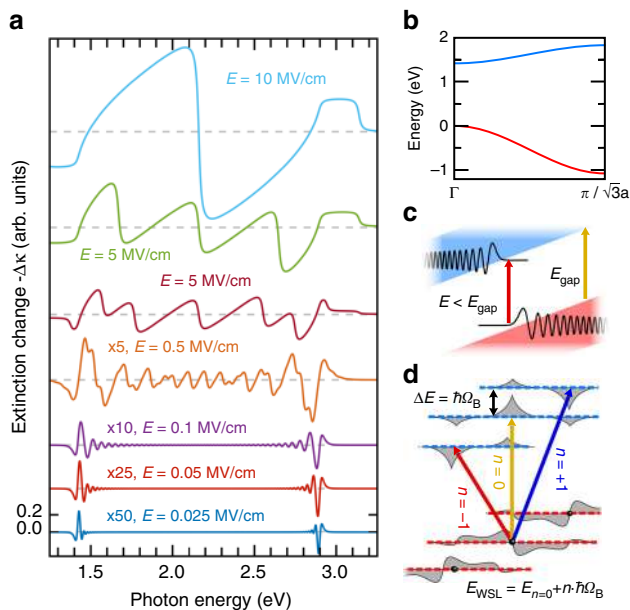 a
E = 10 MV/cm
E = 5 MV/cm
E = 5 MV/cm
x5, E = 0.5 MV/cm
x10, E = 0.1 MV/cm
x25, E = 0.05 MV/cm
x50, E = 0.025 MV/cm
0.2
0.0
Extinction change -Δκ (arb. units)
1.5 2.0 2.5 3.0
Photon energy (eV)
b
2
1
0
−1
Energy (eV)
Γ π / √3a
c
E < Egap
Egap
d
ΔE = ħΩB
n = −1
n = 0
n = +1
EWSL = En=0+n·ħΩB